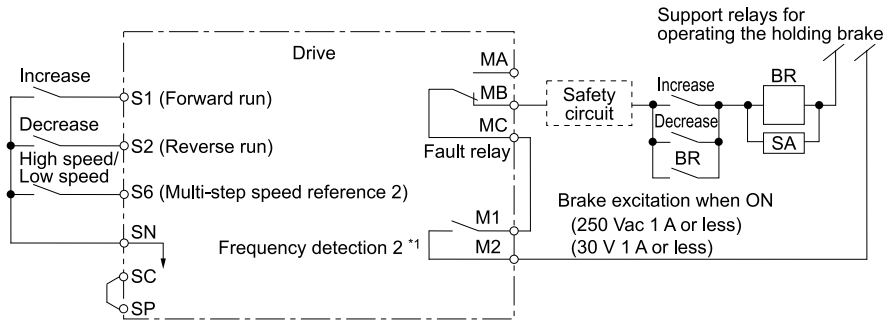 Support relays for
operating the holding brake
Drive
MA
Increase
S1 (Forward run)
MB
Safety
circuit
Increase
BR
Decrease
MC
Decrease
SA
S2 (Reverse run)
Fault relay
High speed/
Low speed
BR
S6 (Multi-step speed reference 2)
Brake excitation when ON
(250 Vac 1 A or less)
(30 V 1 A or less)
SN
M1
Frequency detection 2 *1
M2
SC
SP